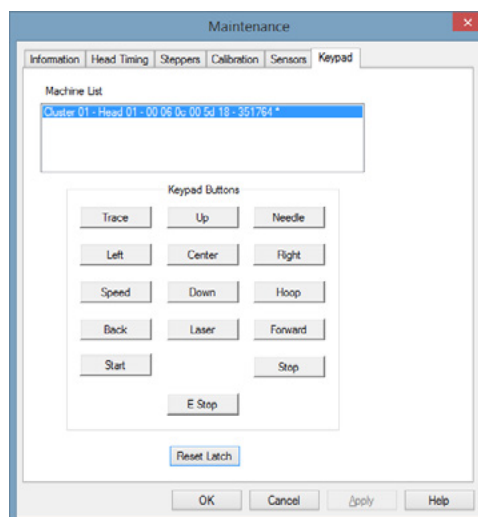 Maintenance
Information Head Timing Steppers Calibration Sensors Keypad
Machine List
Cluster 01 - Head 01 - 00 06 0c 00 5d 18 - 351764 *
Keypad Buttons
Trace Up Needle
Left Center Right
Speed Down Hoop
Back Laser Forward
Start Stop
E Stop
Reset Latch
OK Cancel Apply Help